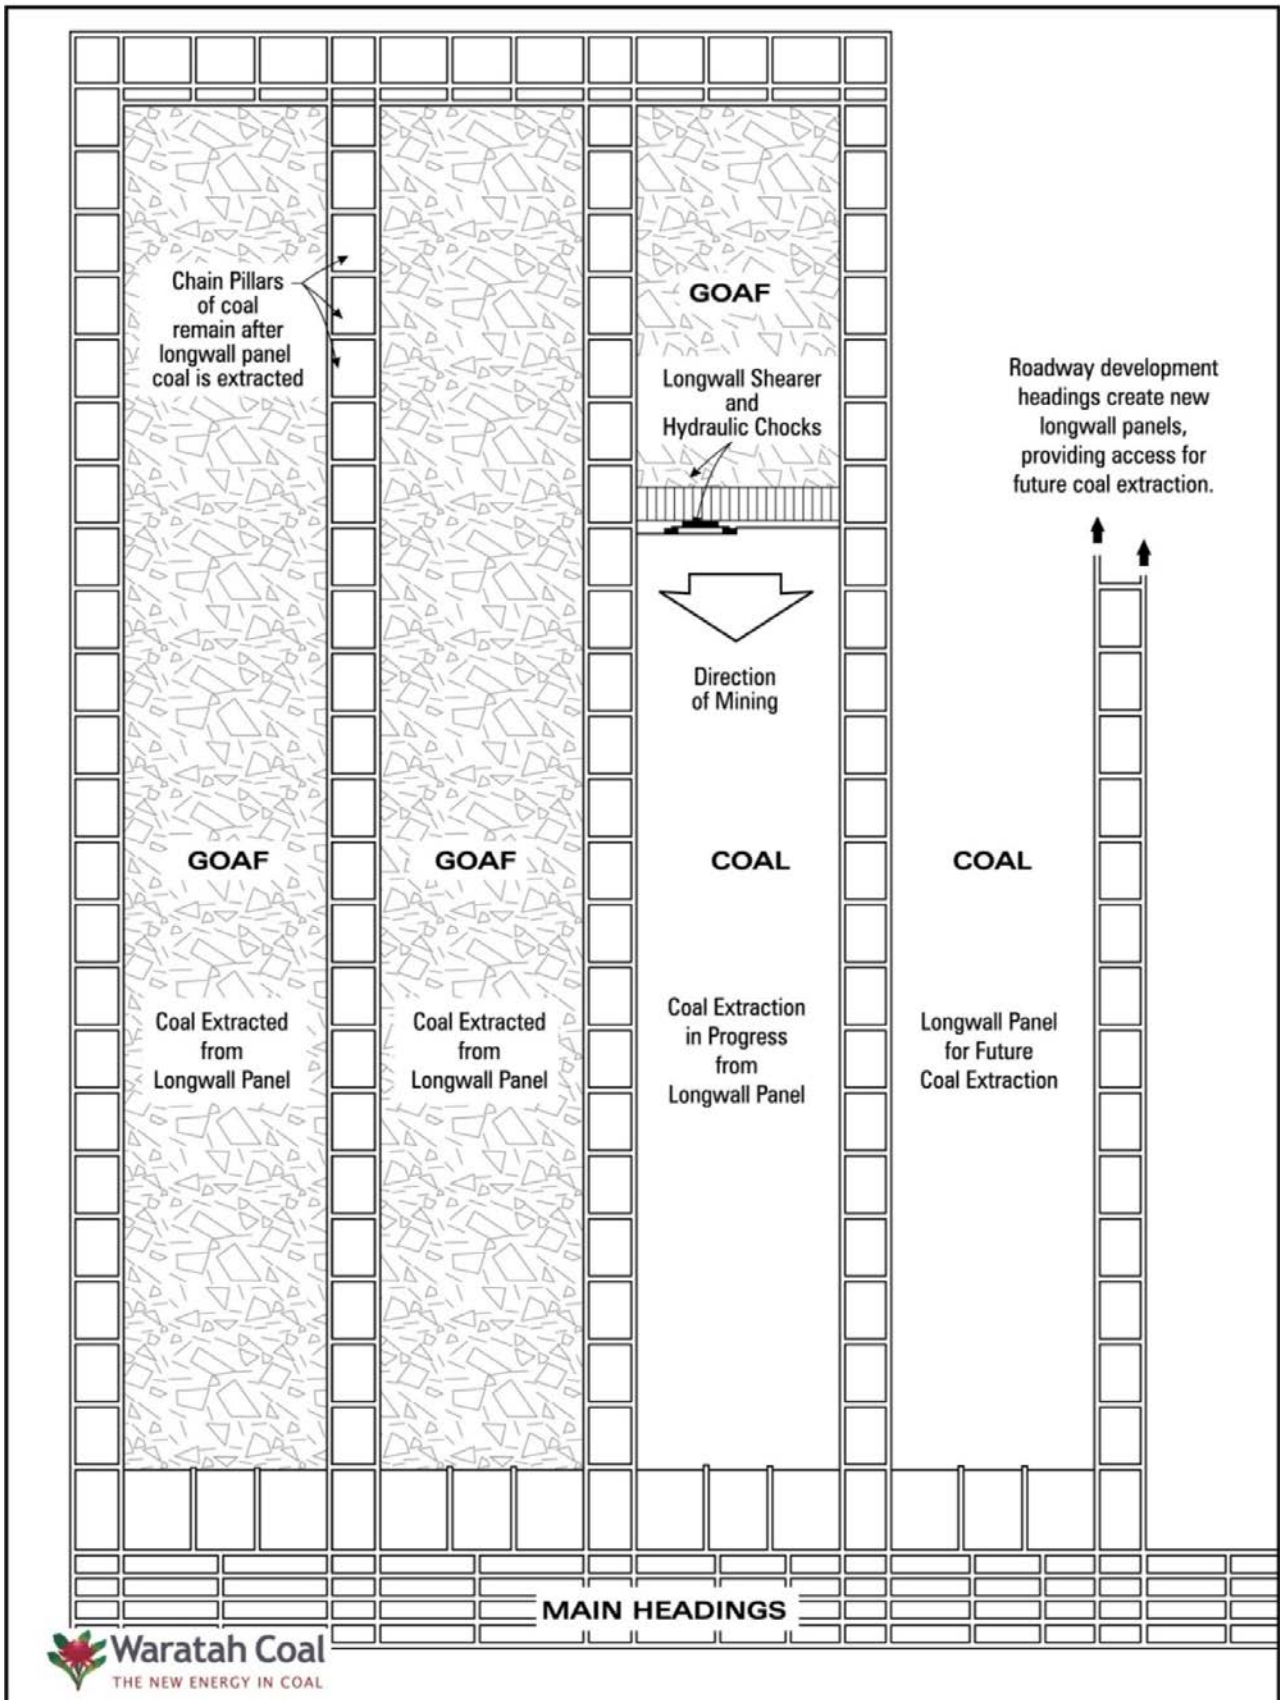 Chain Pillars
of coal
remain after
longwall panel
coal is extracted
GOAF
Longwall Shearer
and
Hydraulic Chocks
Roadway development
headings create new
longwall panels,
providing access for
future coal extraction.
Direction
of Mining
GOAF
GOAF
COAL
COAL
Coal Extracted
from
Longwall Panel
Coal Extracted
from
Longwall Panel
Coal Extraction
in Progress
from
Longwall Panel
Longwall Panel
for Future
Coal Extraction
MAIN HEADINGS
Waratah Coal
THE NEW ENERGY IN COAL